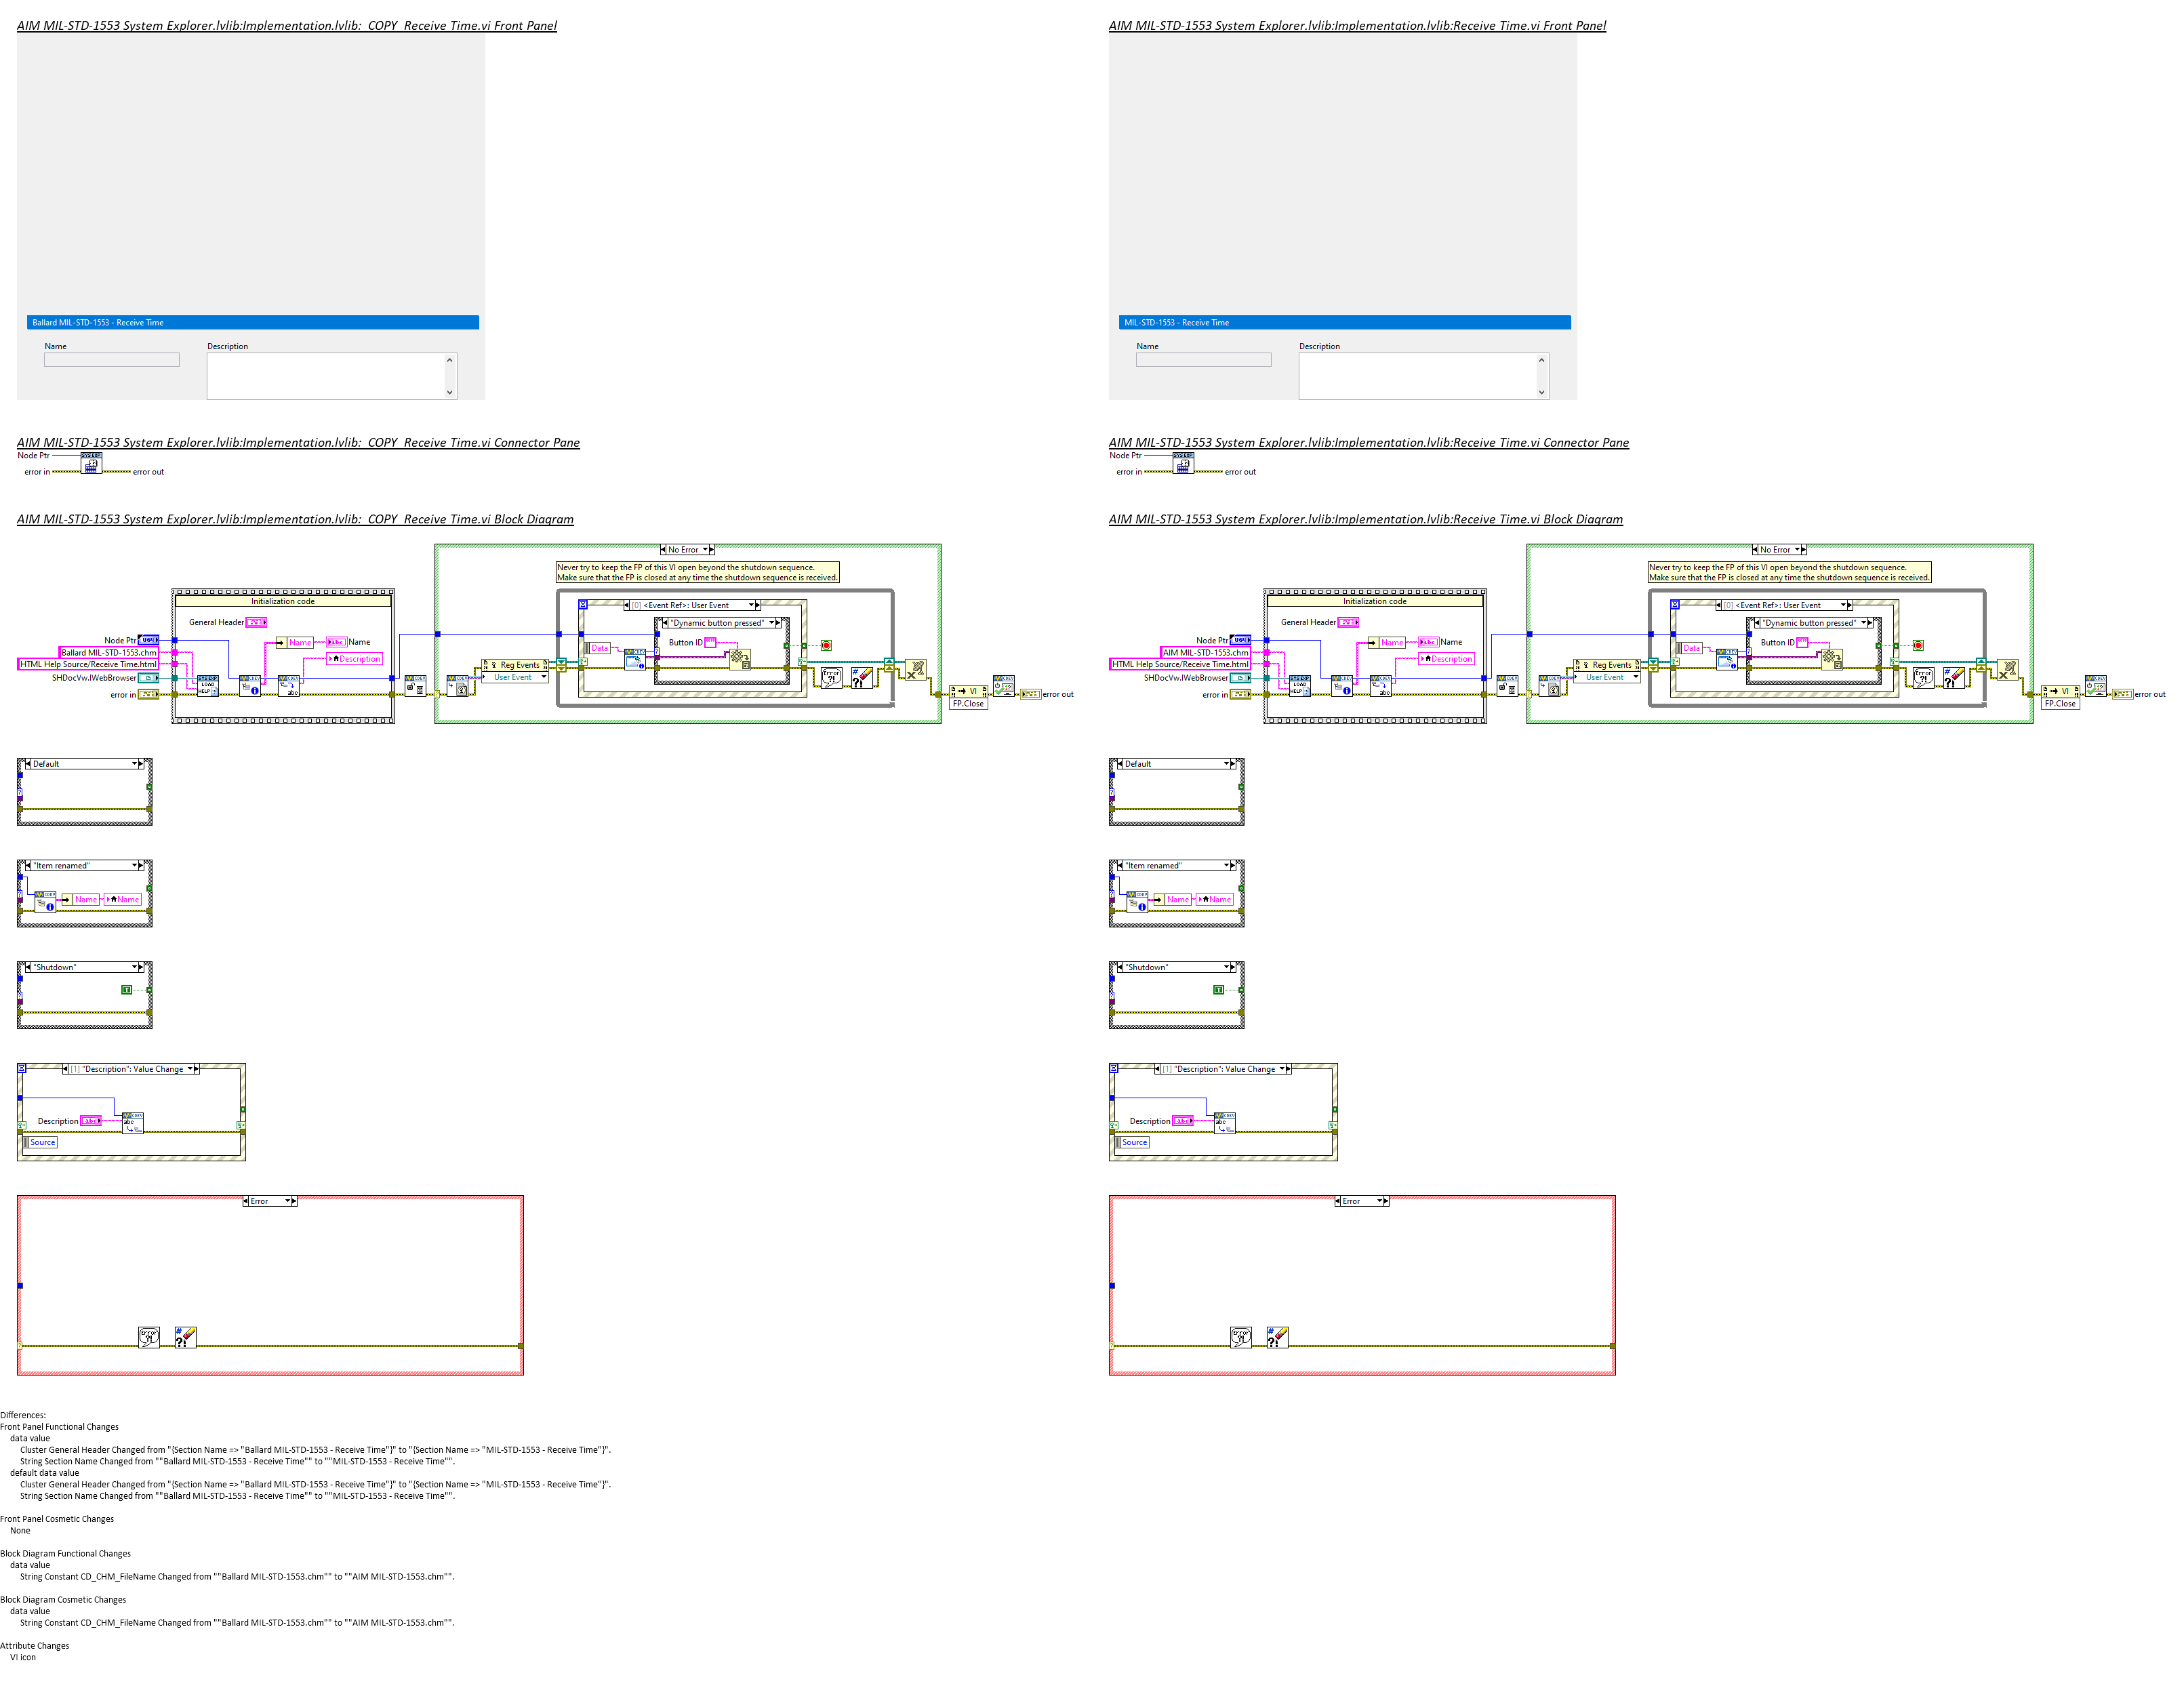 AIM MIL-STD-1553 System Explorer.lvlib:Implementation.lvlib:_COPY_Receive Time.vi Front Panel
Ballard MIL-STD-1553 - Receive Time
Name
Description
AIM MIL-STD-1553 System Explorer.lvlib:Implementation.lvlib:_COPY_Receive Time.vi Connector Pane
Node Ptr
error in
error out
AIM MIL-STD-1553 System Explorer.lvlib:Implementation.lvlib:_COPY_Receive Time.vi Block Diagram
No Error
Never try to keep the FP of this VI open beyond the shutdown sequence.
Make sure that the FP is closed at any time the shutdown sequence is received.
Initialization code
[0] <Event Ref>: User Event
General Header
"Dynamic button pressed"
Node Ptr
Name
Name
Button ID
Ballard MIL-STD-1553.chm
Description
Data
HTML Help Source/Receive Time.html
Reg Events
SHDocVw.IWebBrowser
User Event
error in
VI
error out
FP.Close
Default
"Item renamed"
Name
Name
"Shutdown"
[1] "Description": Value Change
Description
Source
Error
AIM MIL-STD-1553 System Explorer.lvlib:Implementation.lvlib:Receive Time.vi Front Panel
MIL-STD-1553 - Receive Time
Name
Description
AIM MIL-STD-1553 System Explorer.lvlib:Implementation.lvlib:Receive Time.vi Connector Pane
Node Ptr
error in
error out
AIM MIL-STD-1553 System Explorer.lvlib:Implementation.lvlib:Receive Time.vi Block Diagram
No Error
Never try to keep the FP of this VI open beyond the shutdown sequence.
Make sure that the FP is closed at any time the shutdown sequence is received.
Initialization code
[0] <Event Ref>: User Event
General Header
"Dynamic button pressed"
Node Ptr
Name
Name
Button ID
AIM MIL-STD-1553.chm
Description
Data
HTML Help Source/Receive Time.html
Reg Events
SHDocVw.IWebBrowser
User Event
error in
VI
error out
FP.Close
Default
"Item renamed"
Name
Name
"Shutdown"
[1] "Description": Value Change
Description
Source
Error
Differences:
Front Panel Functional Changes
data value
Cluster General Header Changed from "{Section Name => "Ballard MIL-STD-1553 - Receive Time"}" to "{Section Name => "MIL-STD-1553 - Receive Time"}".
String Section Name Changed from ""Ballard MIL-STD-1553 - Receive Time"" to ""MIL-STD-1553 - Receive Time"".
default data value
Cluster General Header Changed from "{Section Name => "Ballard MIL-STD-1553 - Receive Time"}" to "{Section Name => "MIL-STD-1553 - Receive Time"}".
String Section Name Changed from ""Ballard MIL-STD-1553 - Receive Time"" to ""MIL-STD-1553 - Receive Time"".
Front Panel Cosmetic Changes
None
Block Diagram Functional Changes
data value
String Constant CD_CHM_FileName Changed from ""Ballard MIL-STD-1553.chm"" to ""AIM MIL-STD-1553.chm"".
Block Diagram Cosmetic Changes
data value
String Constant CD_CHM_FileName Changed from ""Ballard MIL-STD-1553.chm"" to ""AIM MIL-STD-1553.chm"".
Attribute Changes
VI icon